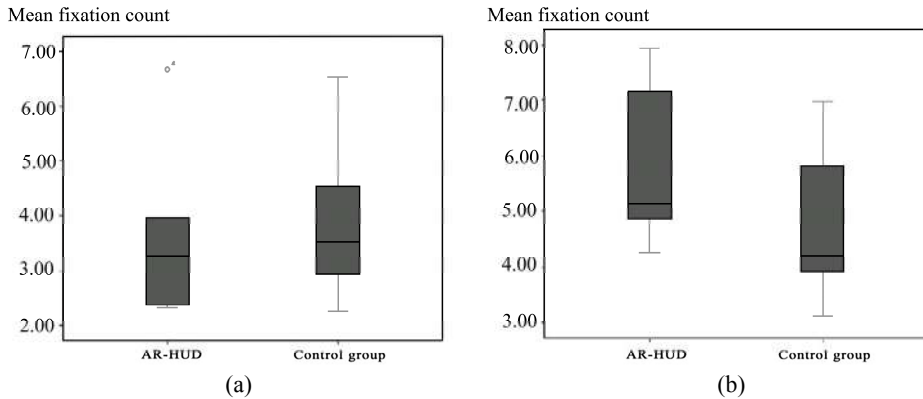 Mean fixation count
7.00
6.00
5.00
4.00
3.00
2.00
AR-HUD Control group
(a)
Mean fixation count
8.00
7.00
6.00
5.00
4.00
3.00
AR-HUD Control group
(b)